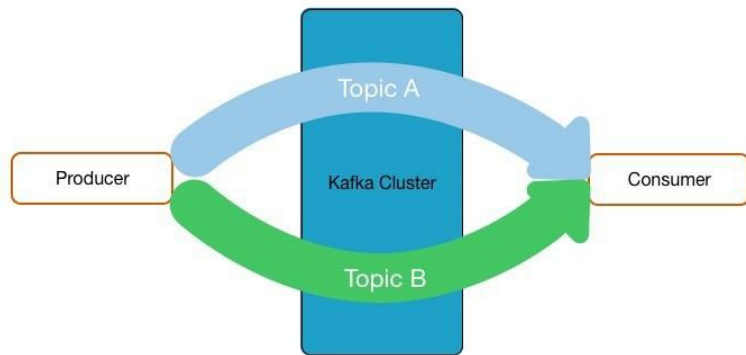 Topic A
Producer
Kafka Cluster
Consumer
Topic B